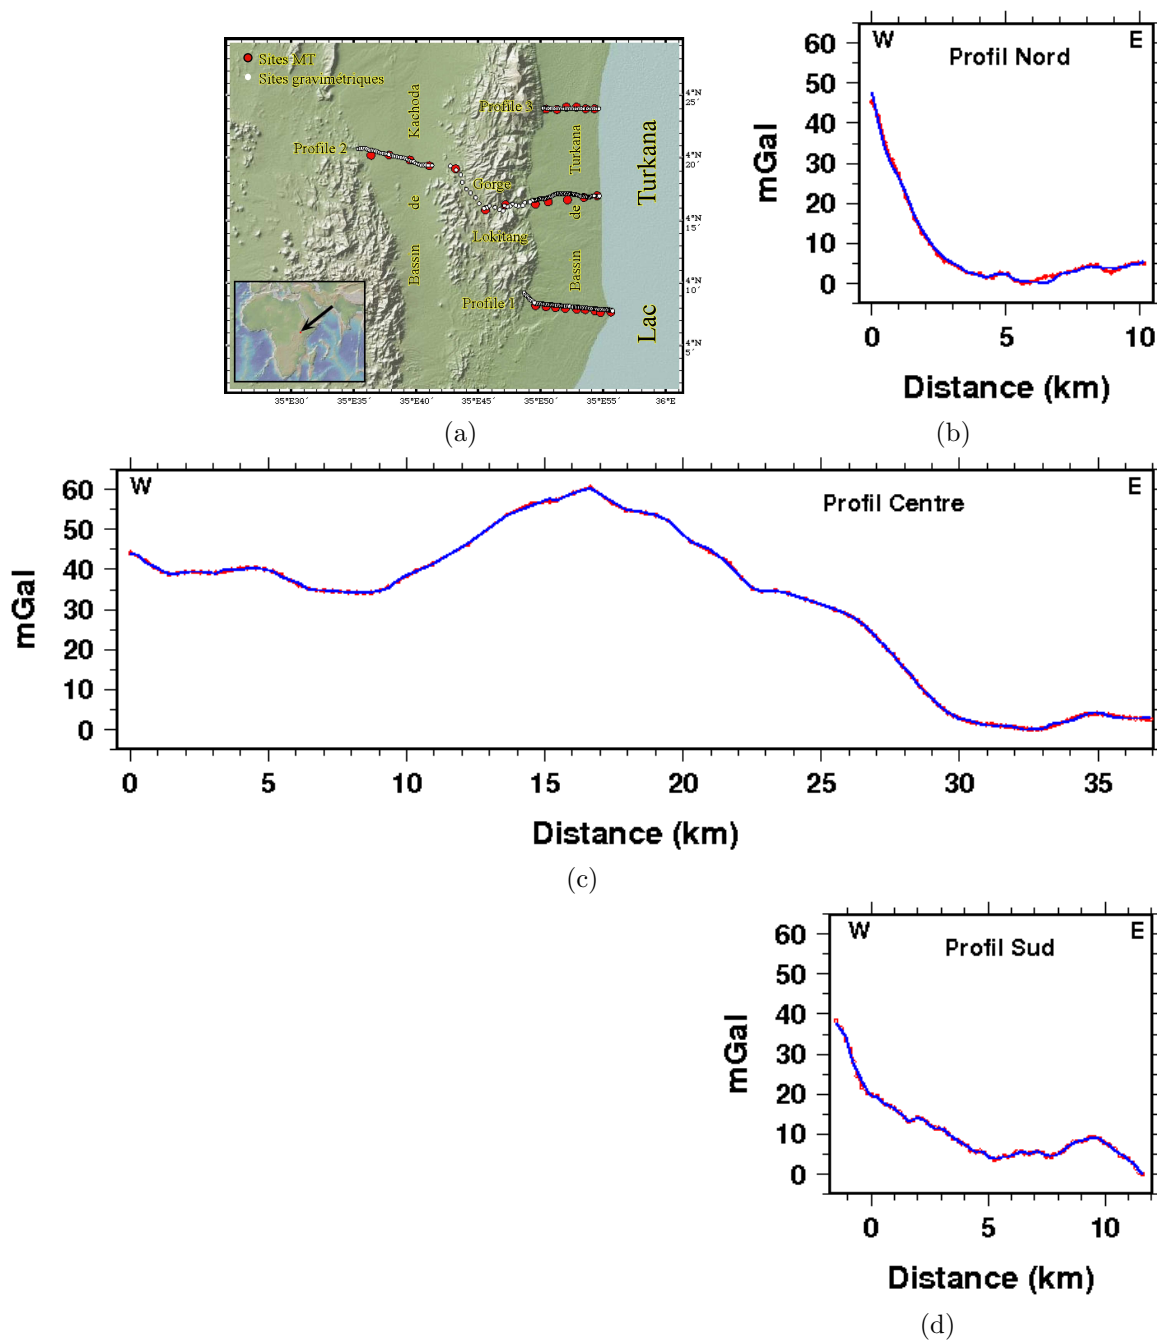 Sites MT
Sites gravimétriques
Profile 3
Profile 2
Profile 1
Bassin de Kachoda
Gorge
Lokitang
Bassin de Turkana
Lac Turkana
4°N
25′
4°N
20′
4°N
15′
4°N
10′
4°N
5′
35°E30′
35°E35′
35°E40′
35°E45′
35°E50′
35°E55′
36°E
(a)
60
50
40
30
20
10
0
mGal
W
Profil Nord
E
0
5
10
Distance (km)
(b)
60
50
40
30
20
10
0
mGal
W
Profil Centre
E
0
5
10
15
20
25
30
35
Distance (km)
(c)
60
50
40
30
20
10
0
mGal
W
Profil Sud
E
0
5
10
Distance (km)
(d)